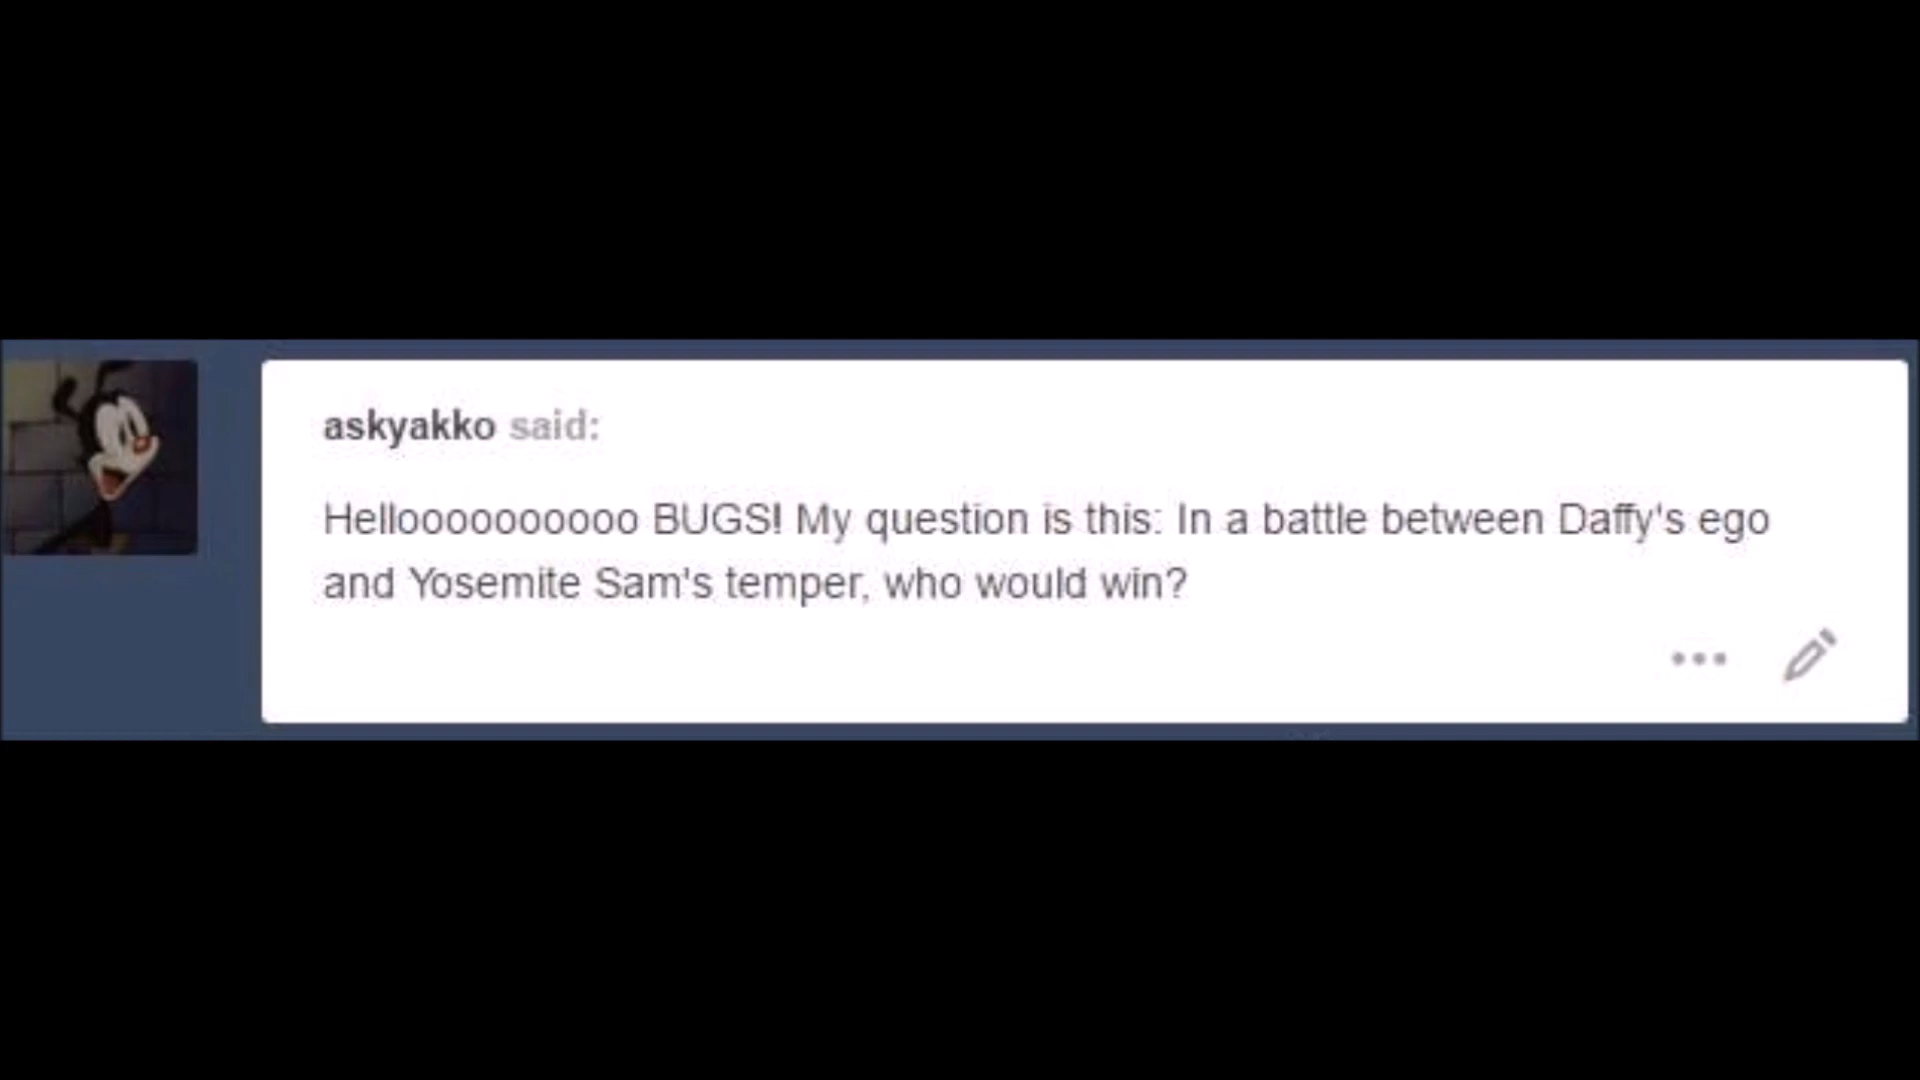 askyakko said:
Helloooooooooo BUGS! My question is this: In a battle between Daffy's ego
and Yosemite Sam's temper, who would win?